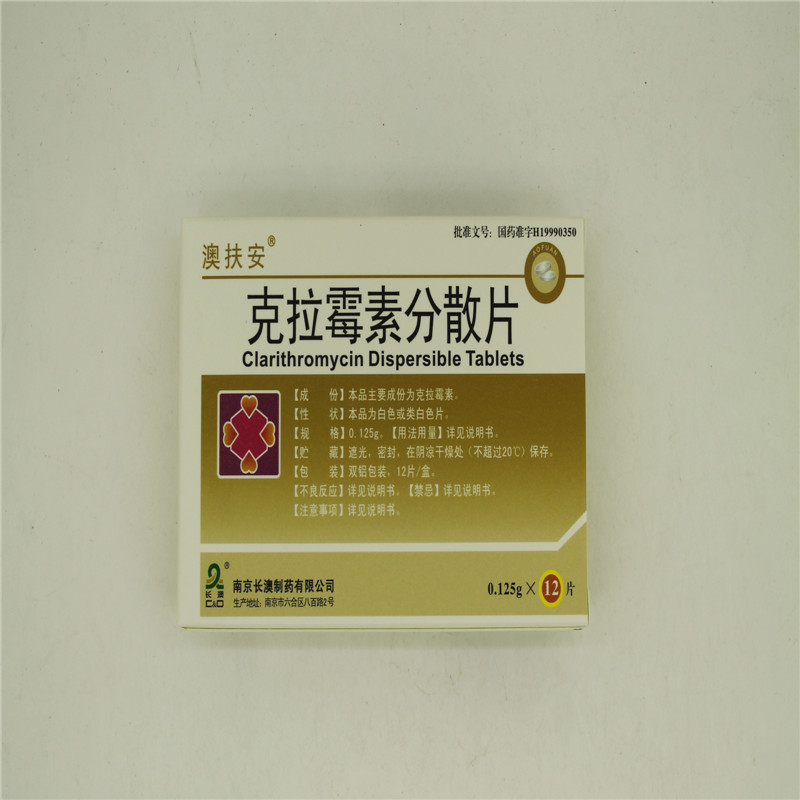 批准文号：国药准字H19990350
澳扶安®
AOFUAN
克拉霉素分散片
Clarithromycin Dispersible Tablets
【成　份】本品主要成份为克拉霉素。
【性　状】本品为白色或类白色片。
【规　格】0.125g。【用法用量】详见说明书。
【贮　藏】遮光，密封，在阴凉干燥处（不超过20℃）保存。
【包　装】双铝包装。12片/盒。
【不良反应】详见说明书。【禁忌】详见说明书。
【注意事项】详见说明书。
®
长澳
C&O
南京长澳制药有限公司
生产地址：南京市六合区八百路2号
0.125g×12片